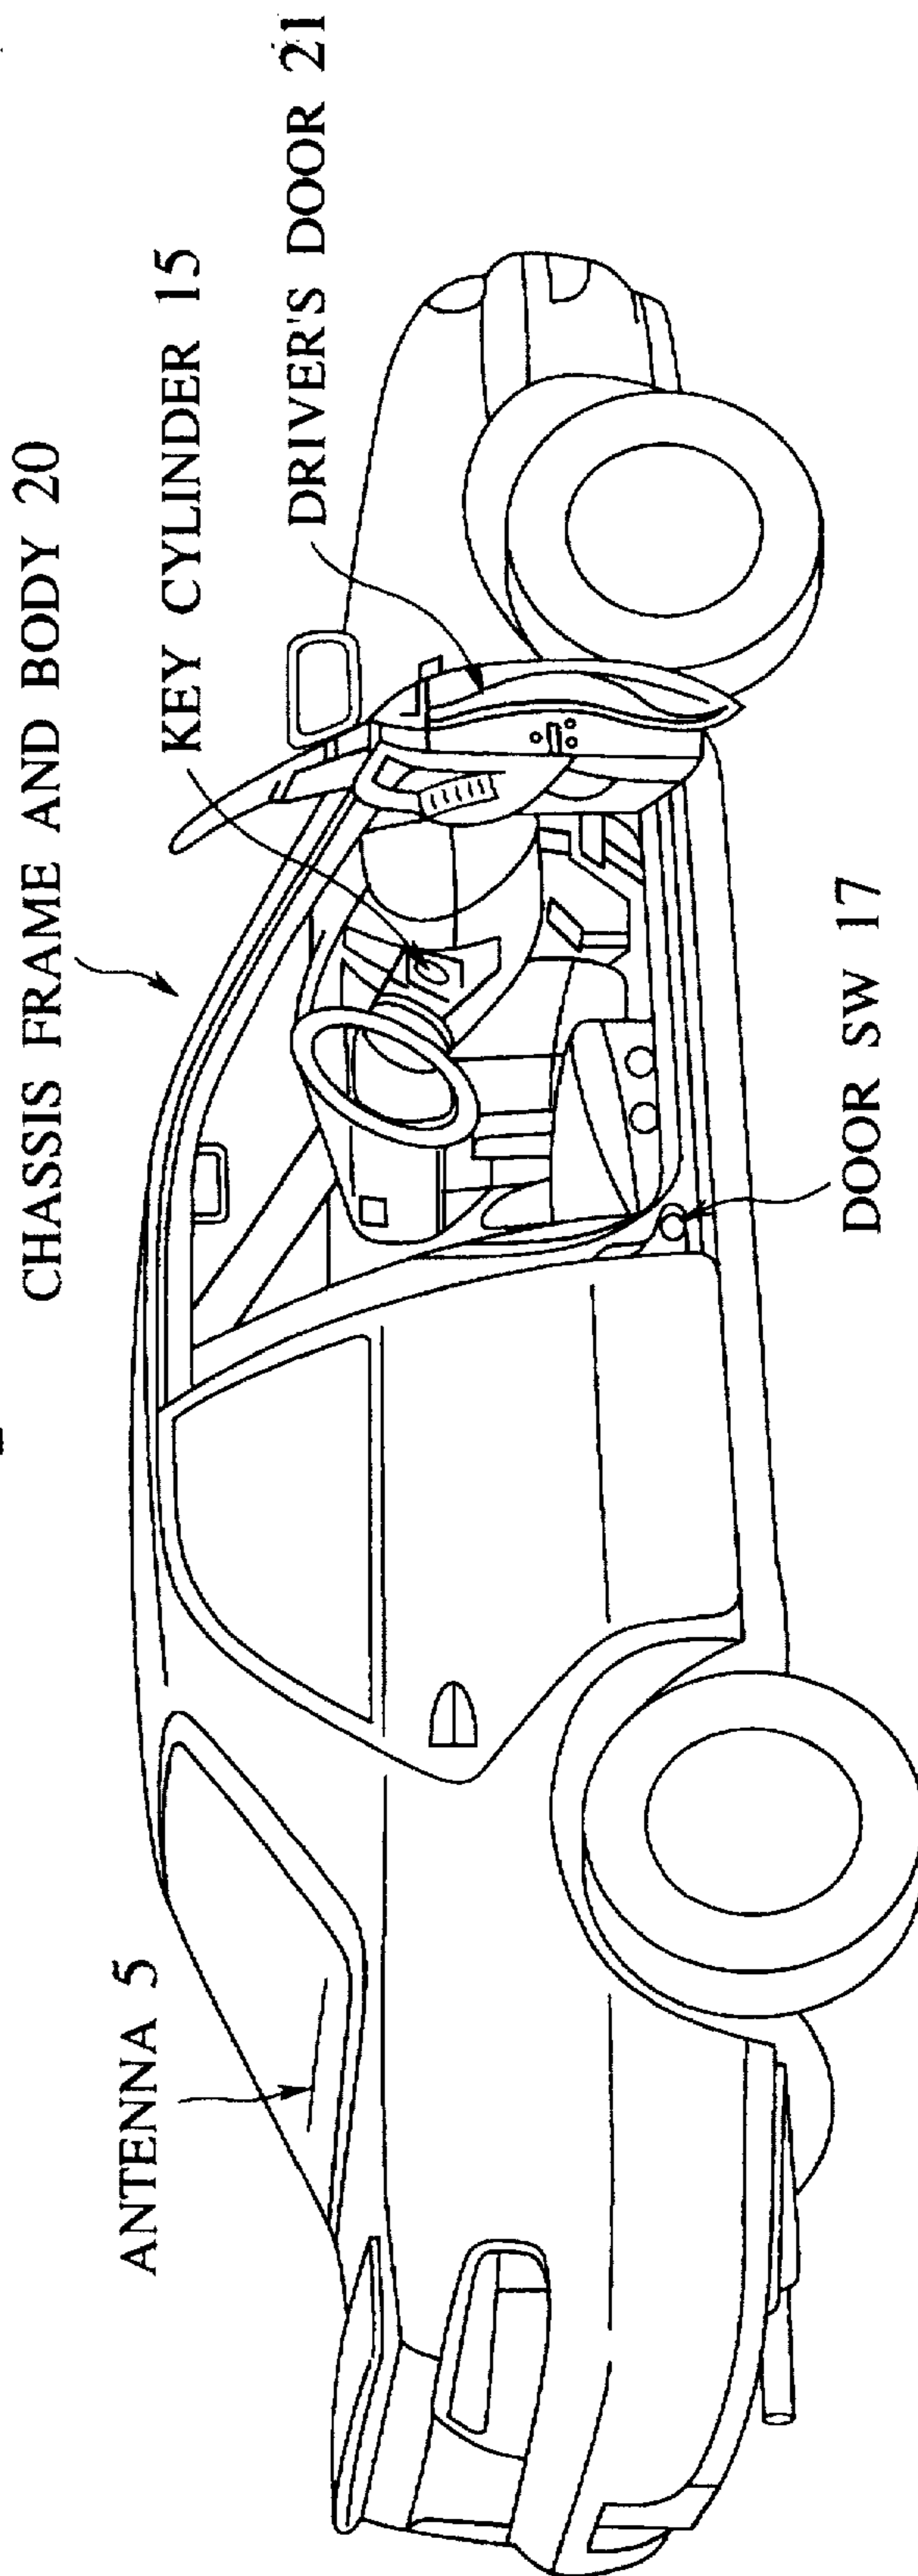 CHASSIS FRAME AND BODY 20
KEY CYLINDER 15
DRIVER'S DOOR 21
ANTENNA 5
DOOR SW 17